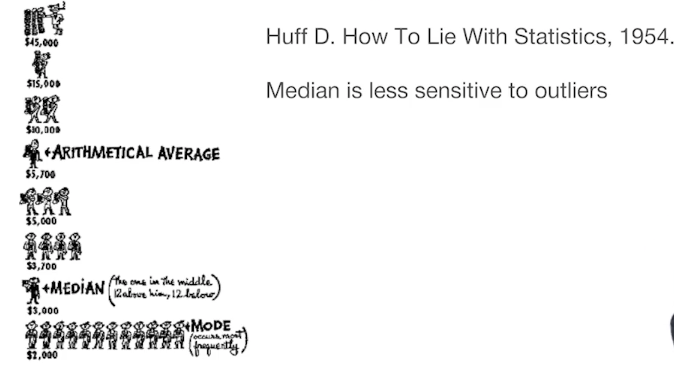 Huff D. How To Lie With Statistics, 1954.
Median is less sensitive to outliers
$45,000
$15,000
$10,000
←ARITHMETICAL AVERAGE
$5,700
$5,000
$3,700
←MEDIAN (The one in the middle
12 above him, 12 below)
$3,000
←MODE
(occurs most
frequently)
$2,000